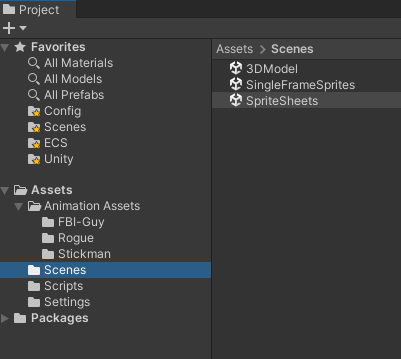 Project
Favorites
All Materials
All Models
All Prefabs
Config
Scenes
ECS
Unity
Assets
Animation Assets
FBI-Guy
Rogue
Stickman
Scenes
Scripts
Settings
Packages
Assets > Scenes
3DModel
SingleFrameSprites
SpriteSheets